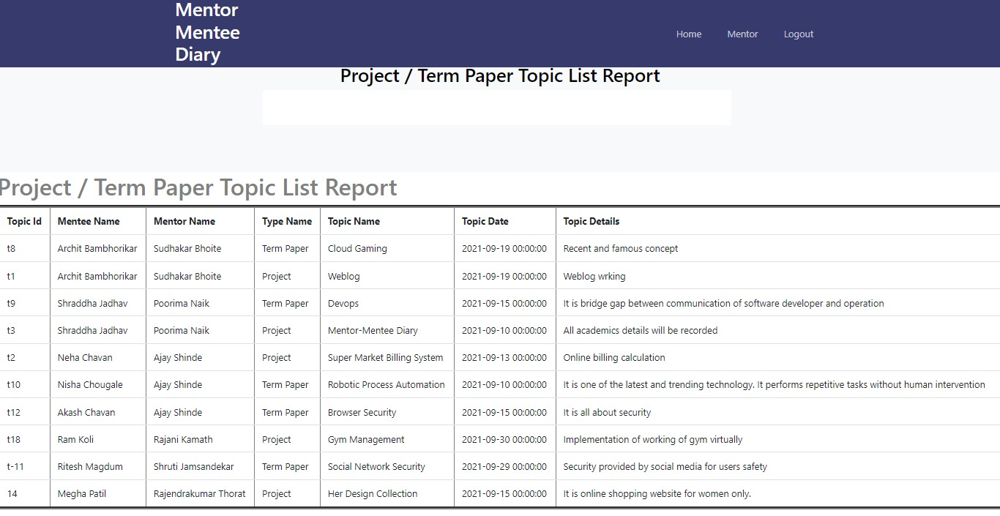 Mentor
Mentee
Diary
Home Mentor Logout
Project / Term Paper Topic List Report
Project / Term Paper Topic List Report
Topic Id Mentee Name Mentor Name Type Name Topic Name Topic Date Topic Details
t8 Archit Bambhorikar Sudhakar Bhoite Term Paper Cloud Gaming 2021-09-19 00:00:00 Recent and famous concept
t1 Archit Bambhorikar Sudhakar Bhoite Project Weblog 2021-09-19 00:00:00 Weblog wrking
t9 Shraddha Jadhav Poorima Naik Term Paper Devops 2021-09-15 00:00:00 It is bridge gap between communication of software developer and operation
t3 Shraddha Jadhav Poorima Naik Project Mentor-Mentee Diary 2021-09-10 00:00:00 All academics details will be recorded
t2 Neha Chavan Ajay Shinde Project Super Market Billing System 2021-09-13 00:00:00 Online billing calculation
t10 Nisha Chougale Ajay Shinde Term Paper Robotic Process Automation 2021-09-10 00:00:00 It is one of the latest and trending technology. It performs repetitive tasks without human intervention
t12 Akash Chavan Ajay Shinde Term Paper Browser Security 2021-09-15 00:00:00 It is all about security
t18 Ram Koli Rajani Kamath Project Gym Management 2021-09-30 00:00:00 Implementation of working of gym virtually
t-11 Ritesh Magdum Shruti Jamsandekar Term Paper Social Network Security 2021-09-29 00:00:00 Security provided by social media for users safety
14 Megha Patil Rajendrakumar Thorat Project Her Design Collection 2021-09-15 00:00:00 It is online shopping website for women only.